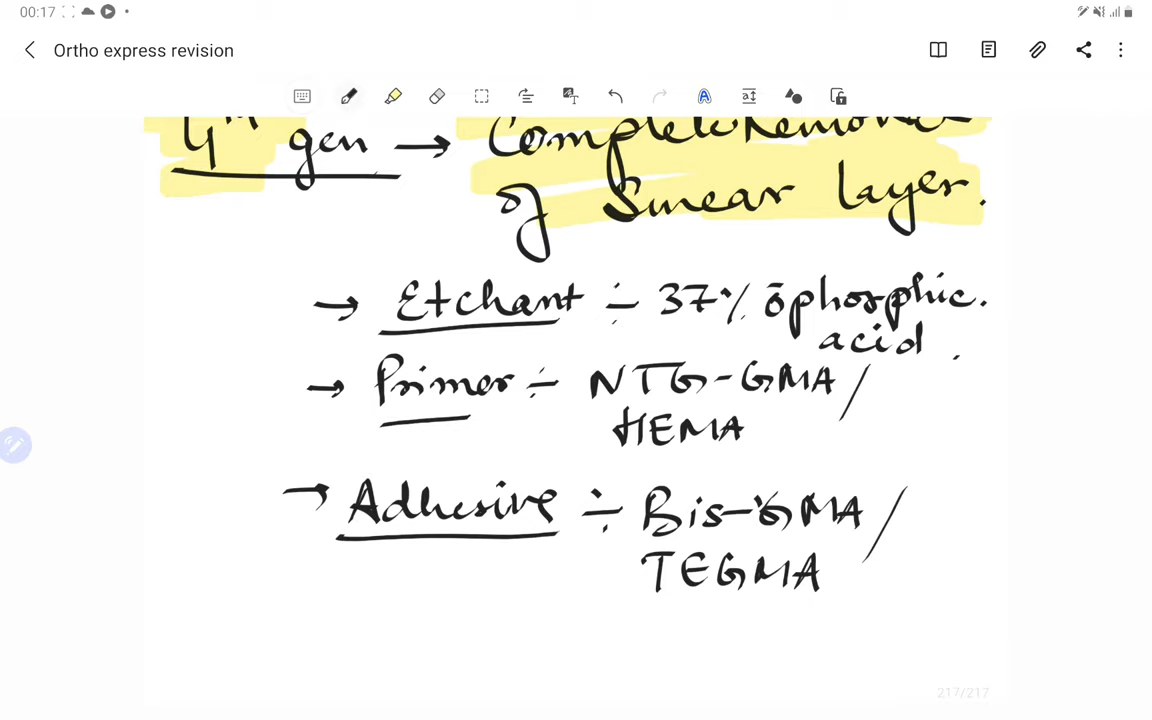 00:17
Ortho express revision
4th gen → Complete Removal
of Smear layer.
→ Etchant ÷ 37% ōphosphic.
acid.
→ Primer ÷ NTG-GMA/
HEMA
→ Adhesive ÷ Bis-GMA/
TEGMA
217/217